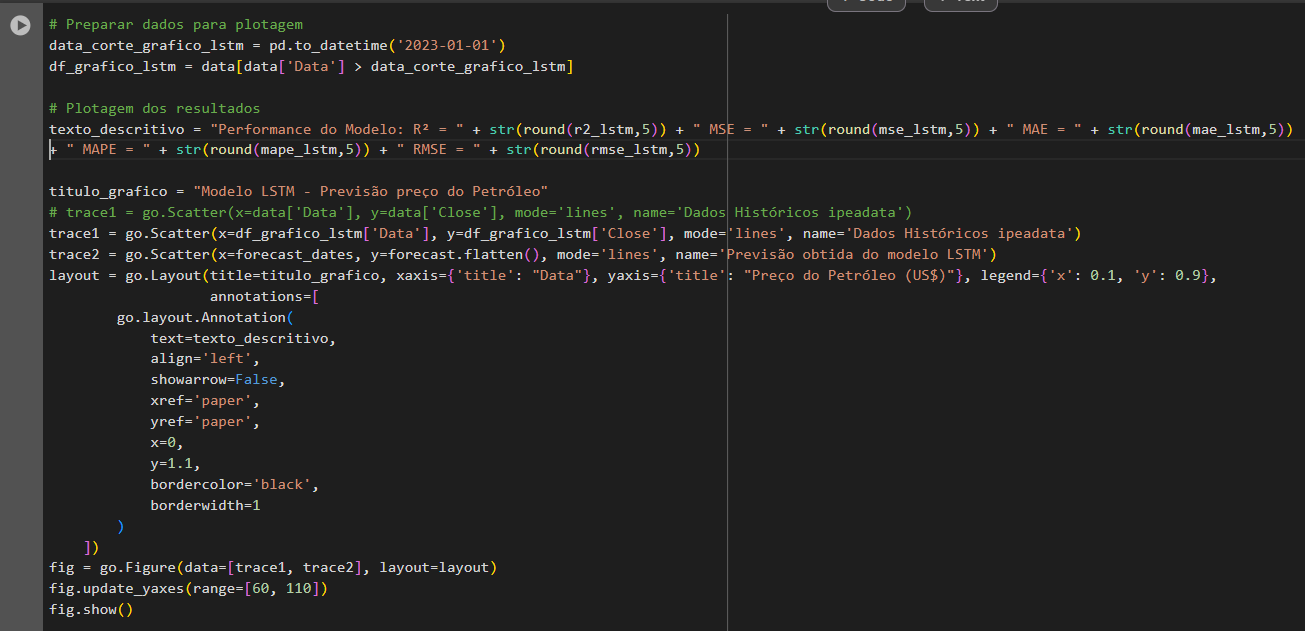 # Preparar dados para plotagem
data_corte_grafico_lstm = pd.to_datetime('2023-01-01')
df_grafico_lstm = data[data['Data'] > data_corte_grafico_lstm]
# Plotagem dos resultados
texto_descritivo = "Performance do Modelo: R² = " + str(round(r2_lstm,5)) + " MSE = " + str(round(mse_lstm,5)) + " MAE = " + str(round(mae_lstm,5))
+ " MAPE = " + str(round(mape_lstm,5)) + " RMSE = " + str(round(rmse_lstm,5))
titulo_grafico = "Modelo LSTM - Previsão preço do Petróleo"
# trace1 = go.Scatter(x=data['Data'], y=data['Close'], mode='lines', name='Dados Históricos ipeadata')
trace1 = go.Scatter(x=df_grafico_lstm['Data'], y=df_grafico_lstm['Close'], mode='lines', name='Dados Históricos ipeadata')
trace2 = go.Scatter(x=forecast_dates, y=forecast.flatten(), mode='lines', name='Previsão obtida do modelo LSTM')
layout = go.Layout(title=titulo_grafico, xaxis={'title': "Data"}, yaxis={'title': "Preço do Petróleo (US$)"}, legend={'x': 0.1, 'y': 0.9},
annotations=[
go.layout.Annotation(
text=texto_descritivo,
align='left',
showarrow=False,
xref='paper',
yref='paper',
x=0,
y=1.1,
bordercolor='black',
borderwidth=1
)
])
fig = go.Figure(data=[trace1, trace2], layout=layout)
fig.update_yaxes(range=[60, 110])
fig.show()